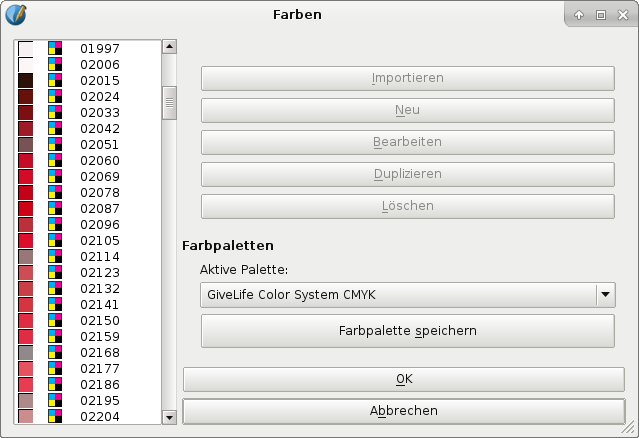 Farben
01997
02006
02015
02024
02033
02042
02051
02060
02069
02078
02087
02096
02105
02114
02123
02132
02141
02150
02159
02168
02177
02186
02195
02204
Importieren
Neu
Bearbeiten
Duplizieren
Löschen
Farbpaletten
Aktive Palette:
GiveLife Color System CMYK
Farbpalette speichern
OK
Abbrechen